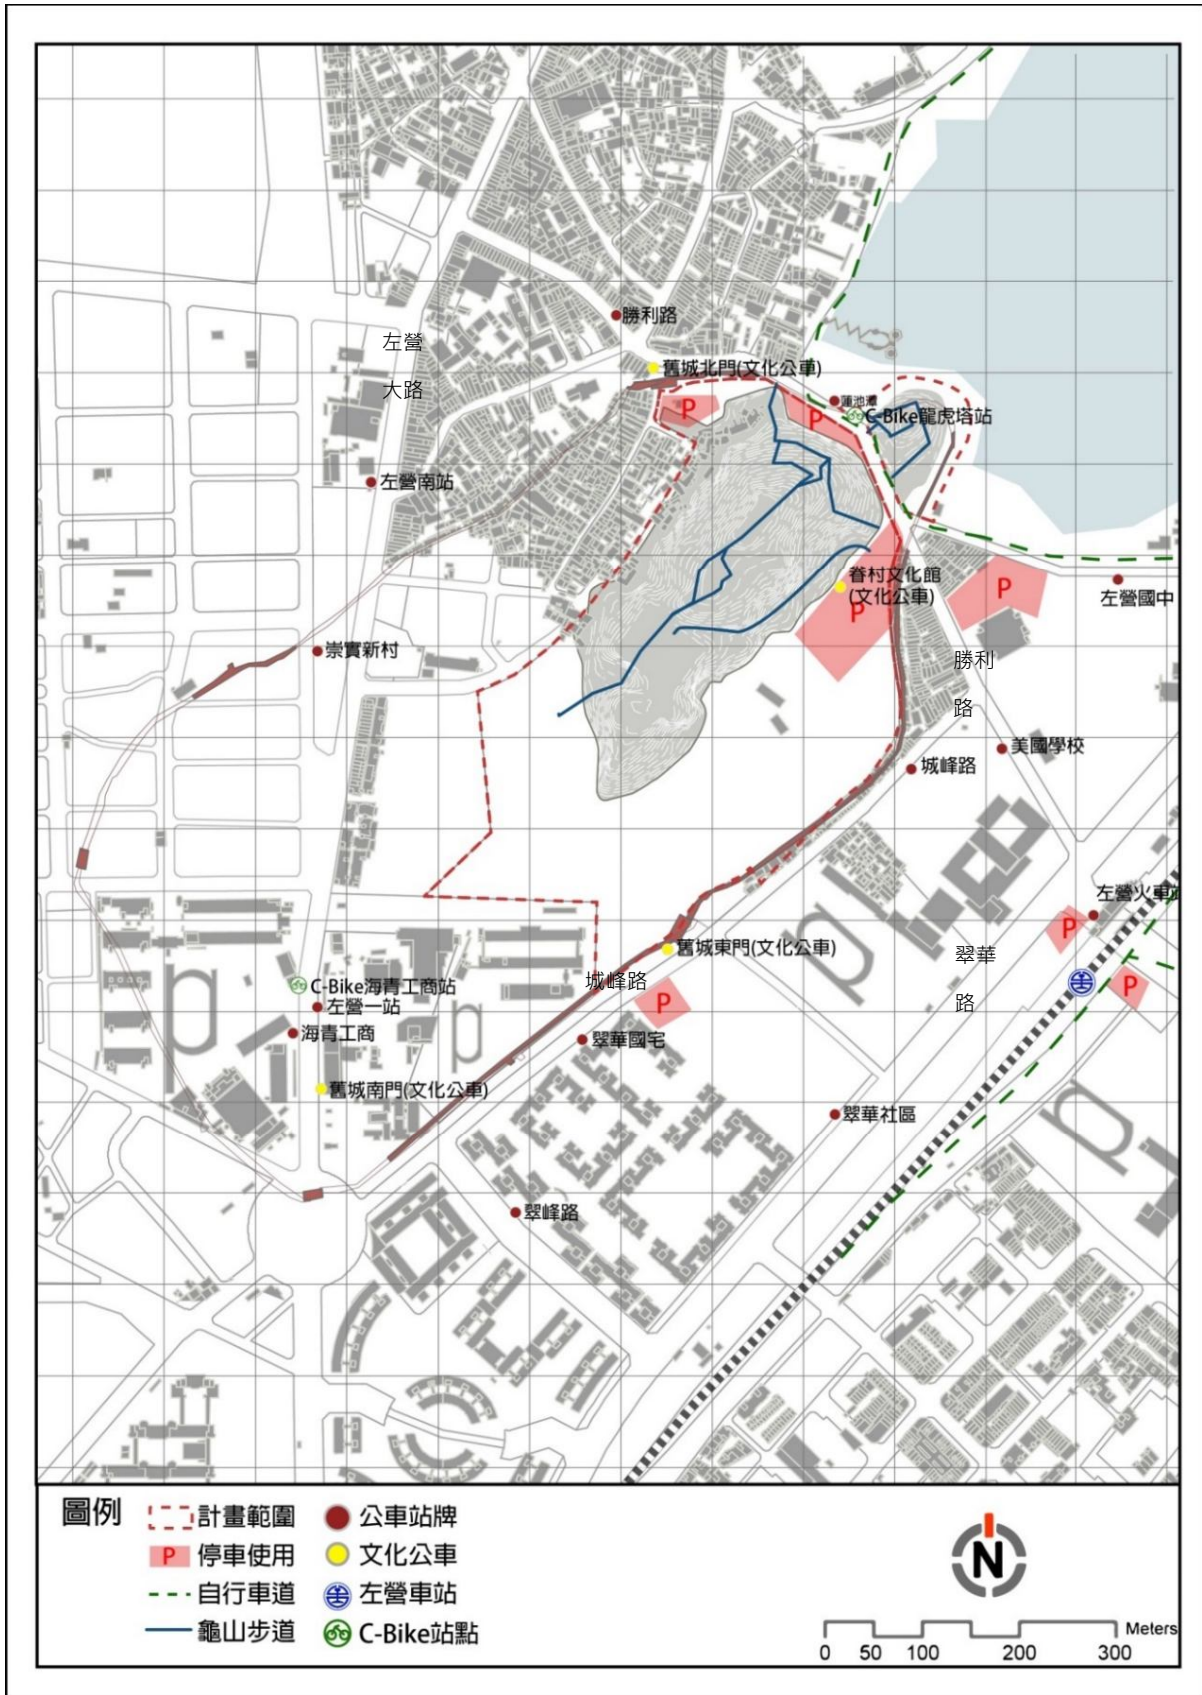 勝利路
左營
舊城北門(文化公車)
大路
P
蓮池潭
P
C-Bike龍虎塔站
左營南站
眷村文化館
(文化公車)
P
P
左營國中
崇實新村
勝利
路
美國學校
城峰路
左營火車站
P
舊城東門(文化公車)
翠華
路
城峰路
C-Bike海青工商站
P
P
左營一站
海青工商
翠華國宅
舊城南門(文化公車)
翠華社區
翠峰路
圖例
計畫範圍
公車站牌
P 停車使用
文化公車
自行車道
左營車站
龜山步道
C-Bike站點
N
Meters
0 50 100 200 300